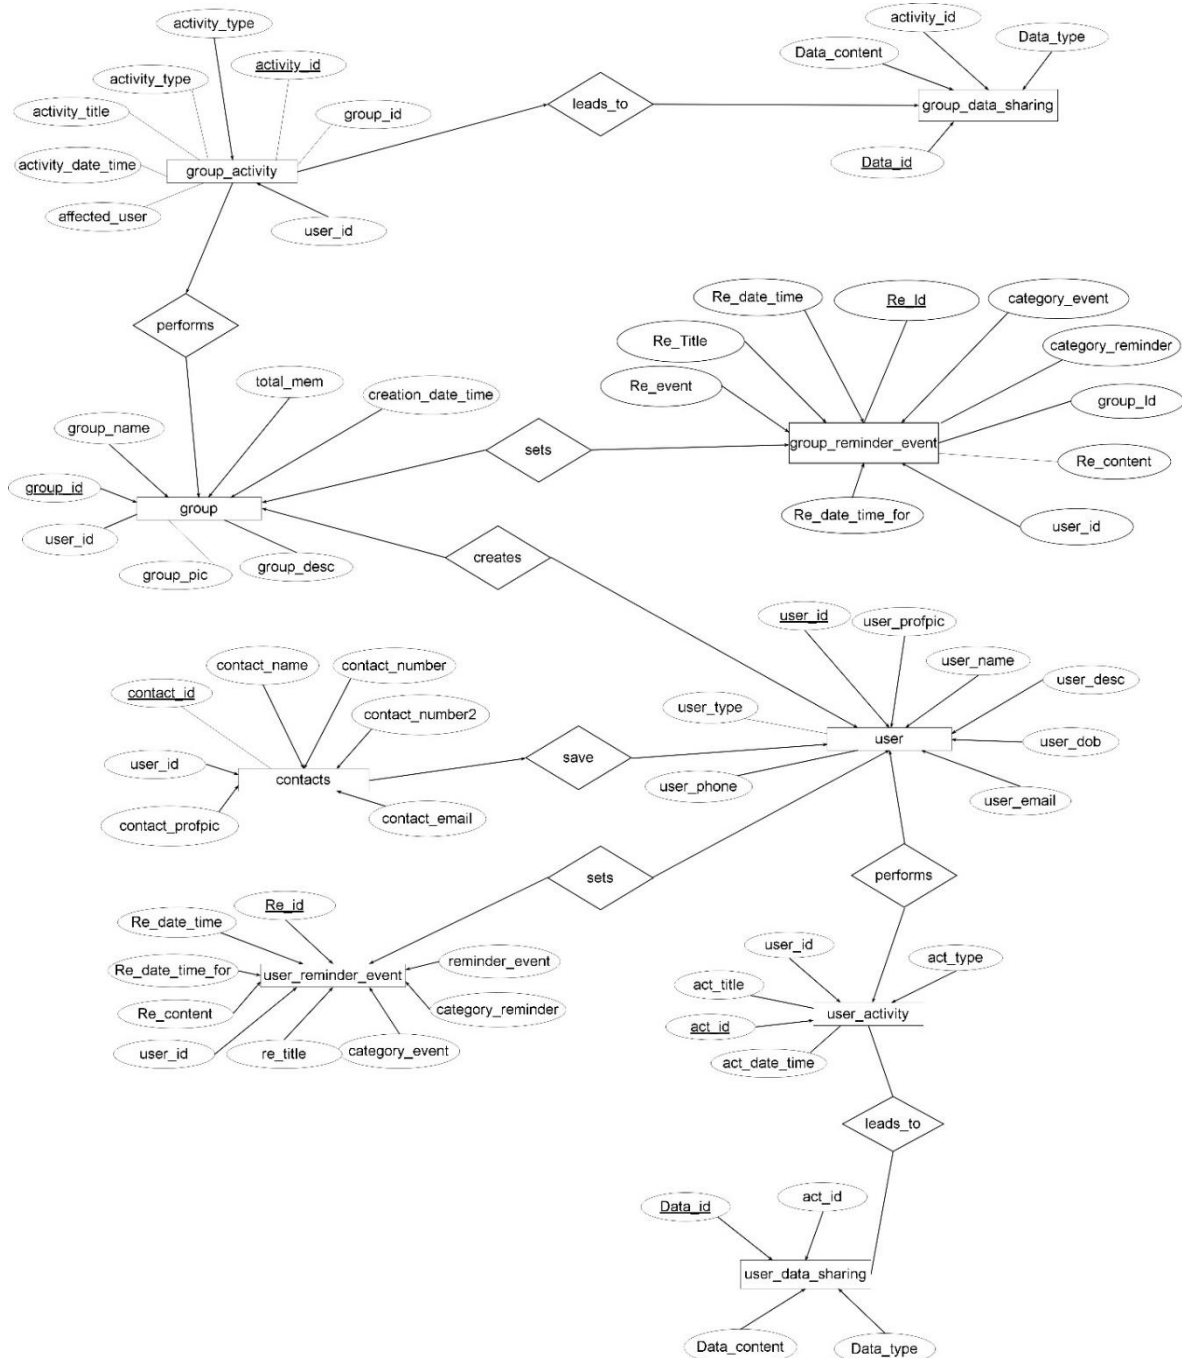 activity_type
activity_id
Data_type
Data_content
activity_type
activity_id
activity_title
group_id
leads_to
group_data_sharing
activity_date_time
group_activity
Data_id
affected_user
user_id
performs
Re_date_time
Re_Id
category_event
Re_Title
category_reminder
Re_event
group_Id
total_mem
creation_date_time
group_name
sets
group_reminder_event
Re_content
group_id
group
Re_date_time_for
user_id
user_id
group_pic
group_desc
creates
user_id
user_profpic
user_name
user_desc
contact_name
contact_number
contact_id
contact_number2
user_type
user
user_dob
user_id
contacts
save
user_phone
user_email
contact_profpic
contact_email
sets
performs
Re_id
Re_date_time
user_id
act_type
Re_date_time_for
user_reminder_event
reminder_event
act_title
Re_content
category_reminder
act_id
user_activity
user_id
re_title
category_event
act_date_time
leads_to
Data_id
act_id
user_data_sharing
Data_content
Data_type